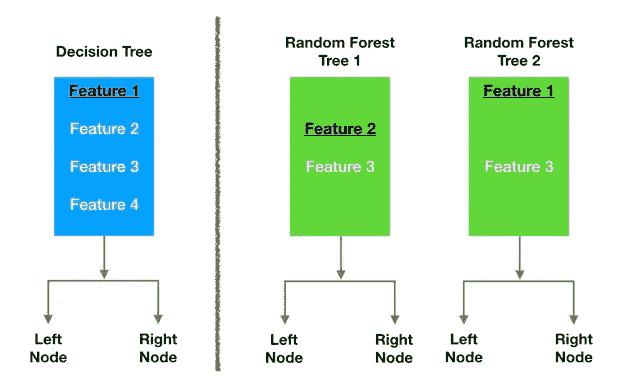 Decision Tree
Feature 1
Feature 2
Feature 3
Feature 4
Left
Node
Right
Node
Random Forest
Tree 1
Feature 2
Feature 3
Left
Node
Right
Node
Random Forest
Tree 2
Feature 1
Feature 3
Left
Node
Right
Node